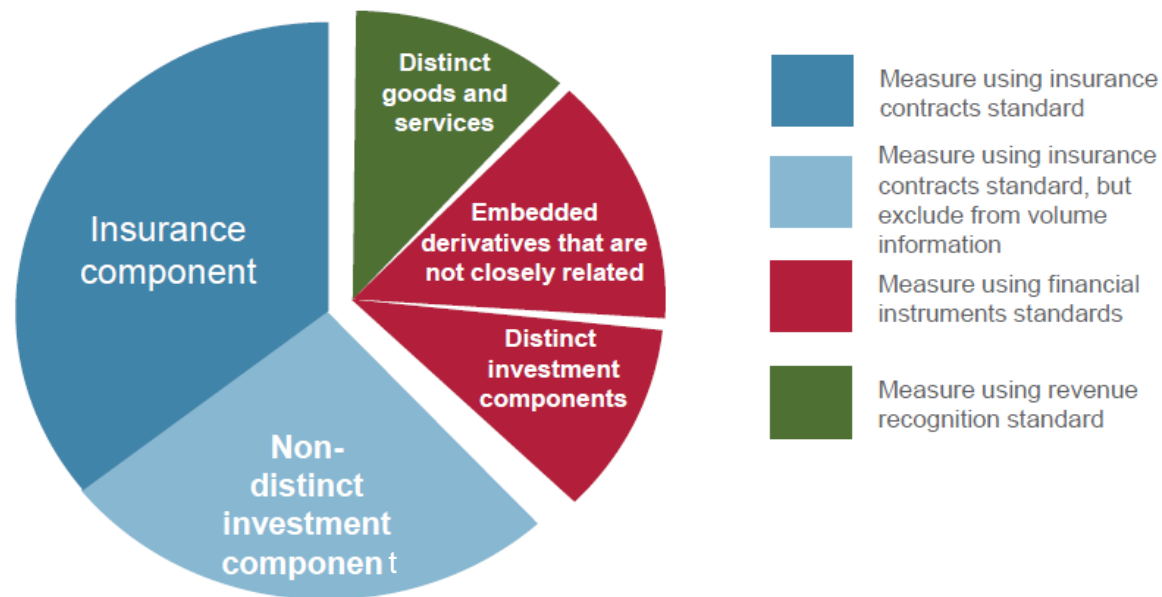 Distinct
goods and
services
Embedded
derivatives that are
not closely related
Distinct
investment
components
Insurance
component
Non-
distinct
investment
component
Measure using insurance
contracts standard
Measure using insurance
contracts standard, but
exclude from volume
information
Measure using financial
instruments standards
Measure using revenue
recognition standard